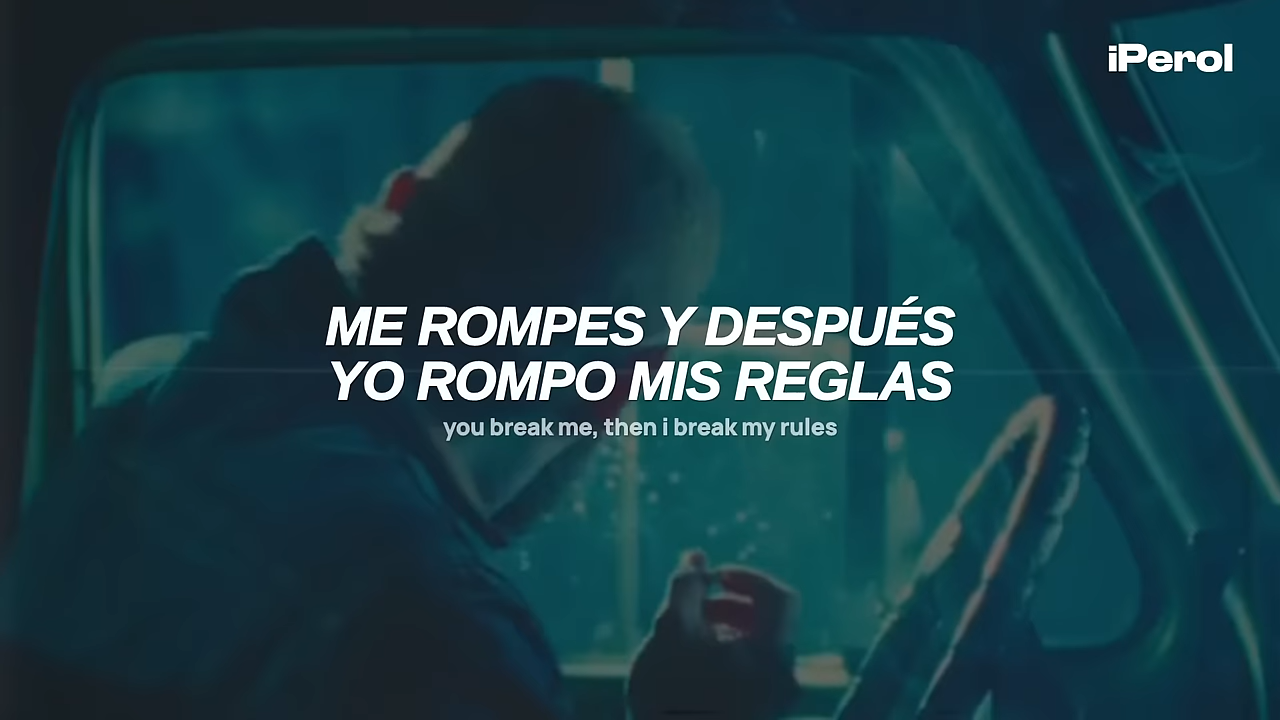 iPerol
ME ROMPES Y DESPUÉS
YO ROMPO MIS REGLAS
you break me, then i break my rules